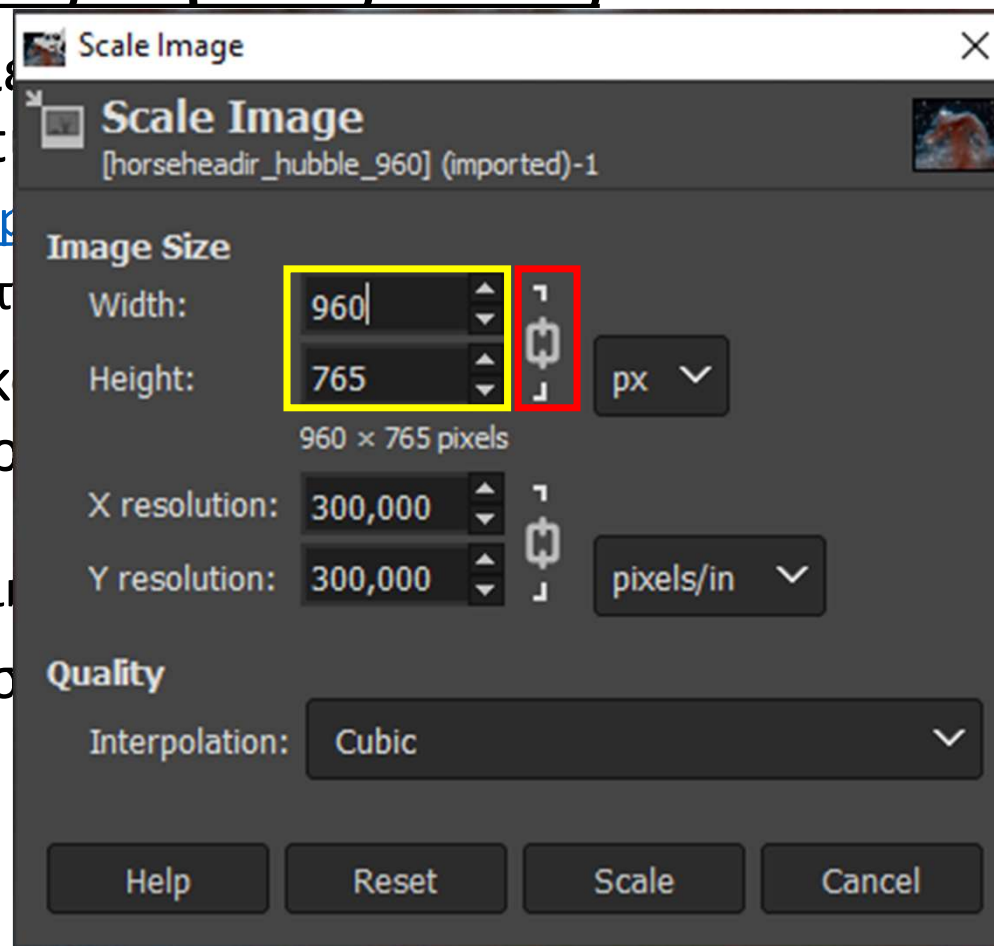 Scale Image
Scale Image
[horseheadir_hubble_960] (imported)-1
Image Size
Width: 960
Height: 765 px
960 × 765 pixels
X resolution: 300,000
Y resolution: 300,000 pixels/in
Quality
Interpolation: Cubic
Help Reset Scale Cancel